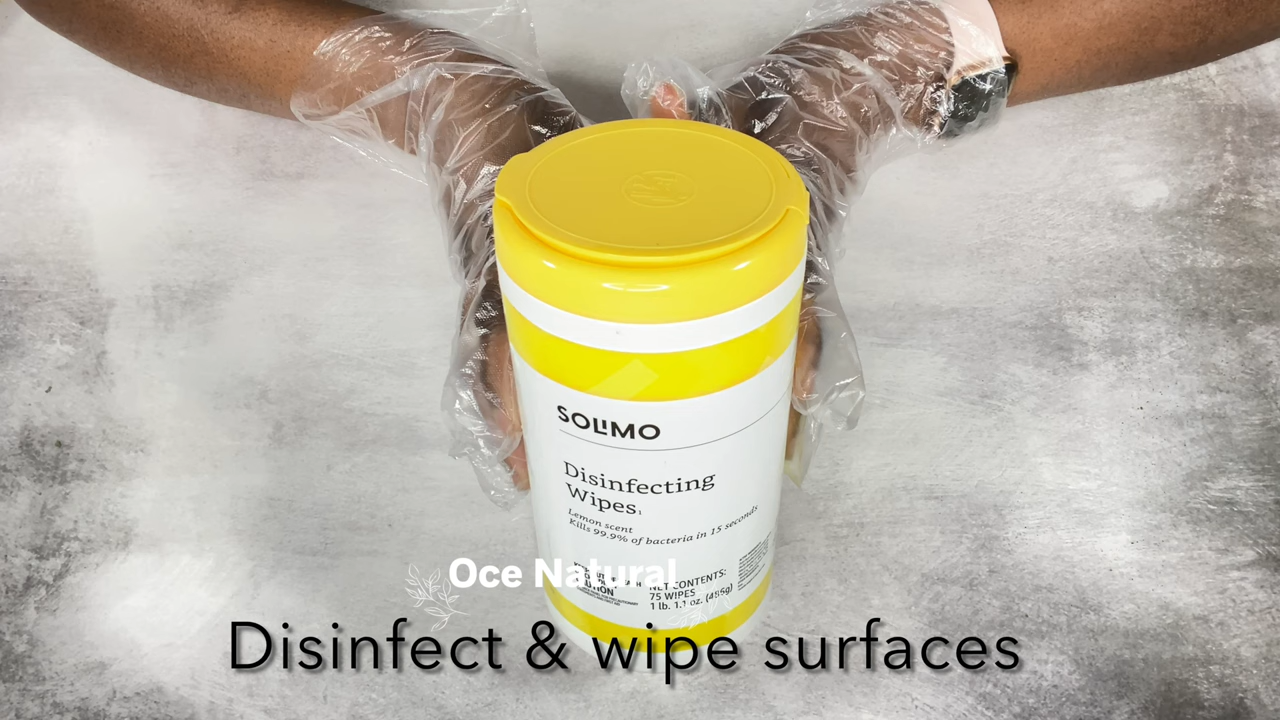 SOLIMO
Disinfecting
Wipes
Lemon scent
Kills 99.9% of bacteria in 15 seconds
NET CONTENTS:
75 WIPES
1 lb. 1.1 oz. (485g)
Oce Natural
Disinfect & wipe surfaces